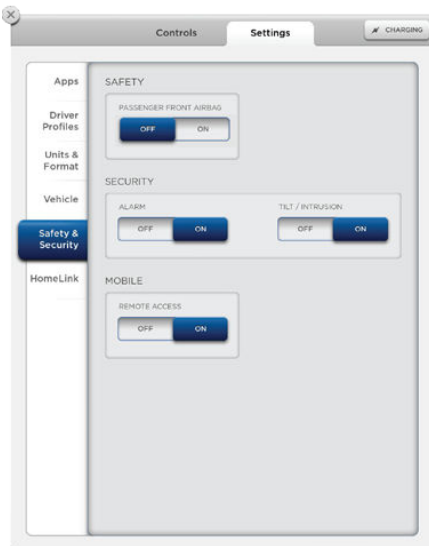 Controls
Settings
CHARGING
Apps
Driver
Profiles
Units &
Format
Vehicle
Safety &
Security
HomeLink
SAFETY
PASSENGER FRONT AIRBAG
OFF ON
SECURITY
ALARM
OFF ON
TILT / INTRUSION
OFF ON
MOBILE
REMOTE ACCESS
OFF ON